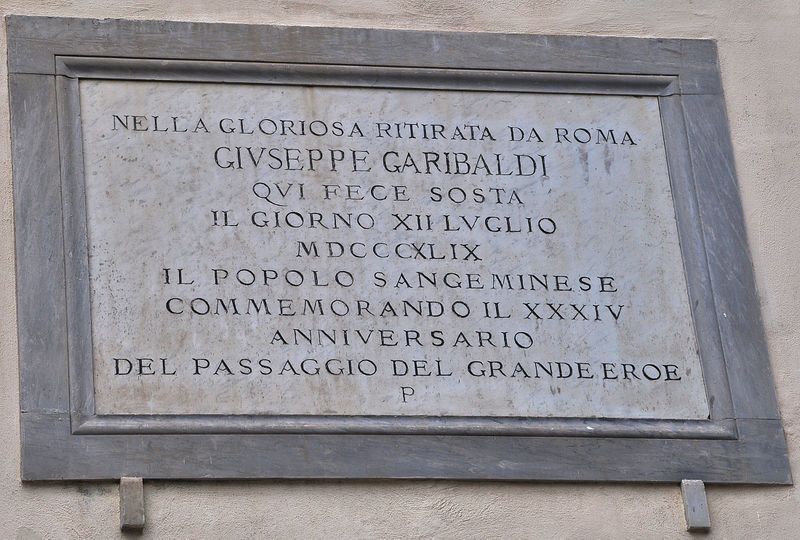 NELLA GLORIOSA RITIRATA DA ROMA
GIVSEPPE GARIBALDI
QVI FECE SOSTA
IL GIORNO XII LVGLIO
MDCCCXLIX
IL POPOLO SANGEMINESE
COMMEMORANDO IL XXXIV
ANNIVERSARIO
DEL PASSAGGIO DEL GRANDE EROE
P